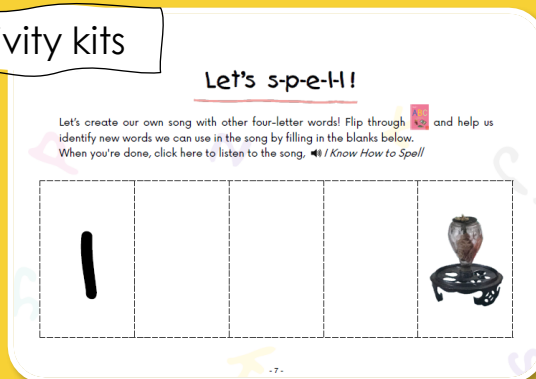 vity kits
Let's s-p-e-l-l!
Let's create our own song with other four-letter words! Flip through ABC and help us
identify new words we can use in the song by filling in the blanks below.
When you're done, click here to listen to the song, I Know How to Spell
l
- 7 -